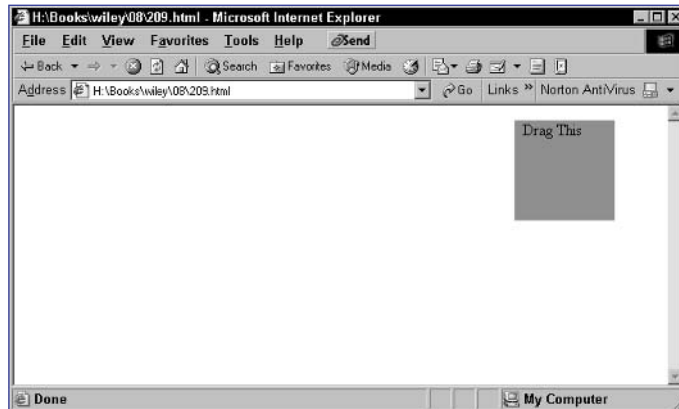 H:\Books\wiley\08\209.html - Microsoft Internet Explorer
File Edit View Favorites Tools Help Send
Back Search Favorites Media
Address H:\Books\wiley\08\209.html Go Links » Norton AntiVirus
Drag This
Done My Computer